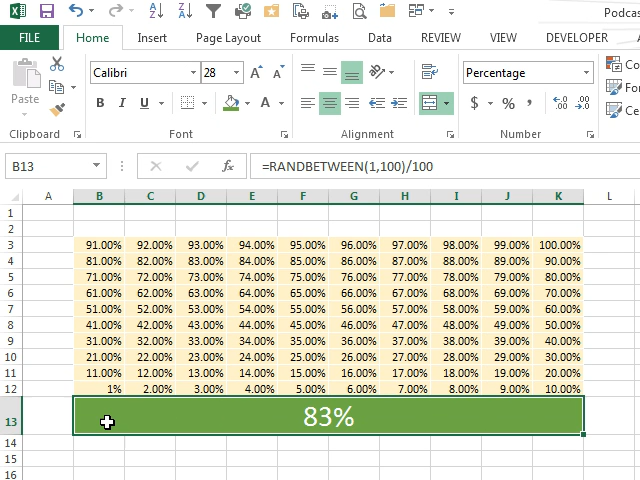 Podcas
FILE Home Insert Page Layout Formulas Data REVIEW VIEW DEVELOPER A
Paste
Calibri 28 A A
B I U A
Percentage
$ % , .0 .00 .00 .0
Co
For
Ce
Clipboard Font Alignment Number
B13 fx =RANDBETWEEN(1,100)/100
A B C D E F G H I J K L
1
2
3 91.00% 92.00% 93.00% 94.00% 95.00% 96.00% 97.00% 98.00% 99.00% 100.00%
4 81.00% 82.00% 83.00% 84.00% 85.00% 86.00% 87.00% 88.00% 89.00% 90.00%
5 71.00% 72.00% 73.00% 74.00% 75.00% 76.00% 77.00% 78.00% 79.00% 80.00%
6 61.00% 62.00% 63.00% 64.00% 65.00% 66.00% 67.00% 68.00% 69.00% 70.00%
7 51.00% 52.00% 53.00% 54.00% 55.00% 56.00% 57.00% 58.00% 59.00% 60.00%
8 41.00% 42.00% 43.00% 44.00% 45.00% 46.00% 47.00% 48.00% 49.00% 50.00%
9 31.00% 32.00% 33.00% 34.00% 35.00% 36.00% 37.00% 38.00% 39.00% 40.00%
10 21.00% 22.00% 23.00% 24.00% 25.00% 26.00% 27.00% 28.00% 29.00% 30.00%
11 11.00% 12.00% 13.00% 14.00% 15.00% 16.00% 17.00% 18.00% 19.00% 20.00%
12 1% 2.00% 3.00% 4.00% 5.00% 6.00% 7.00% 8.00% 9.00% 10.00%
13 83%
14
15
16